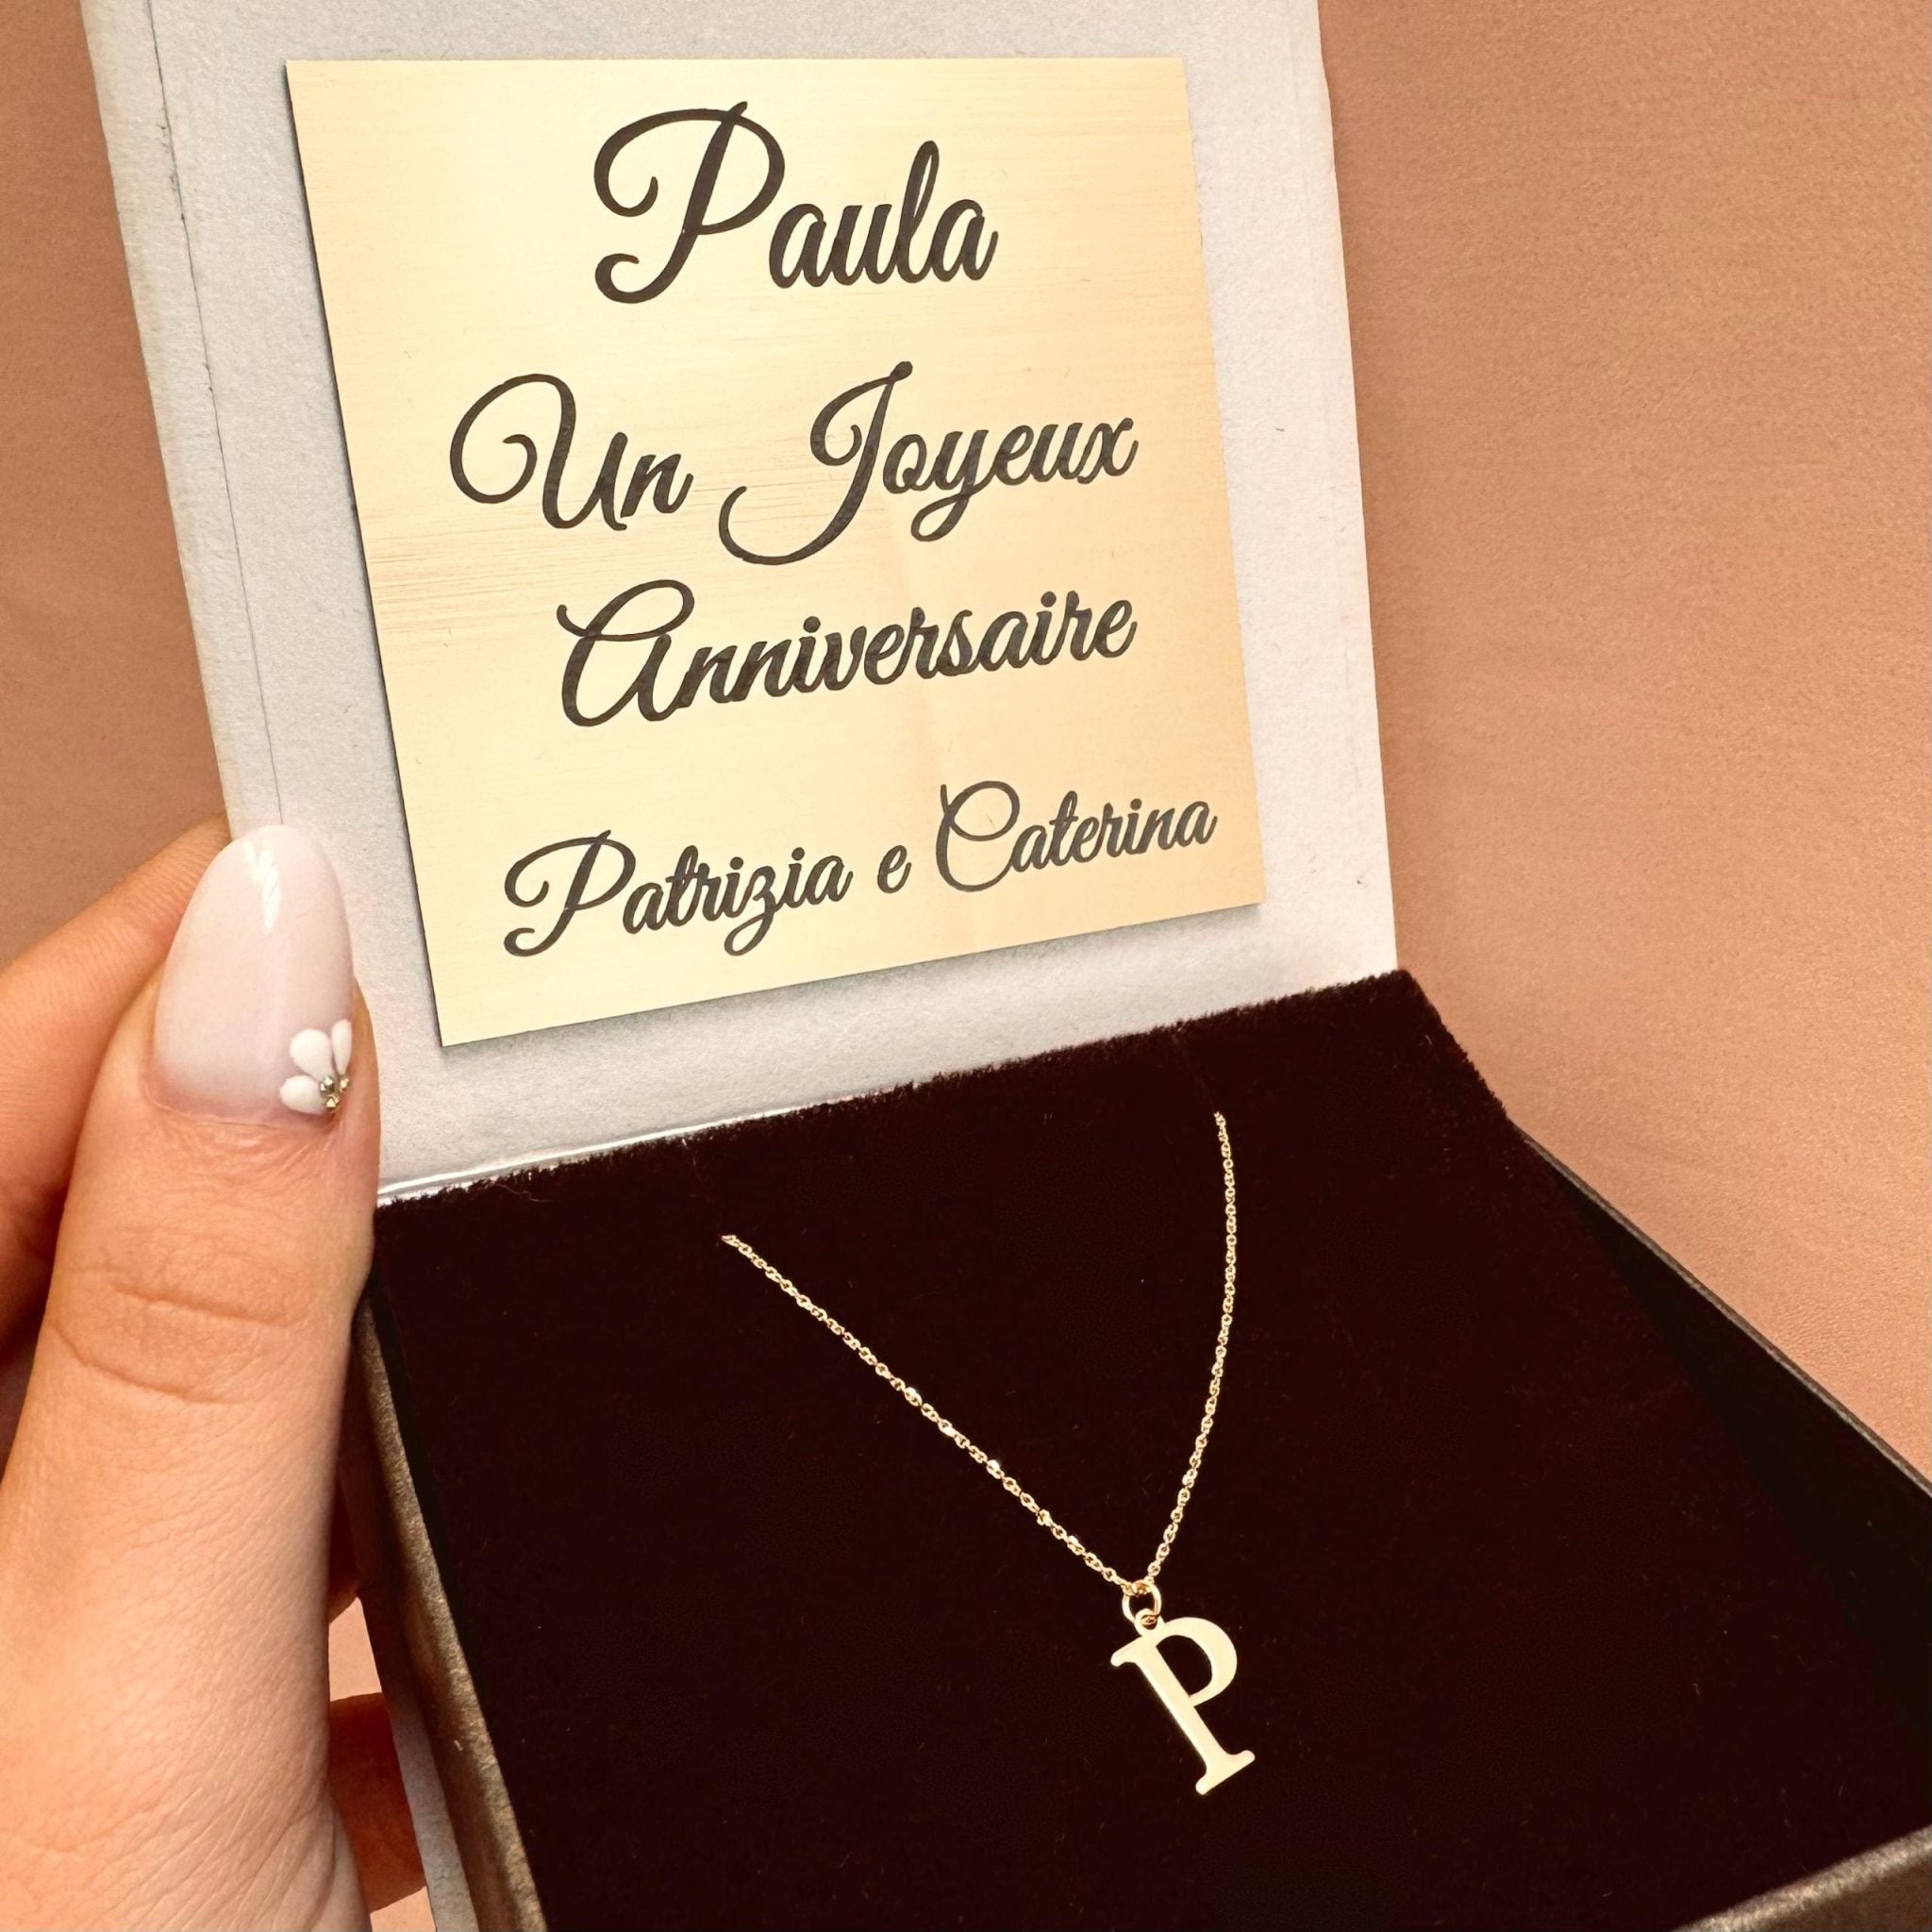 Paula
Un Joyeux
Anniversaire
Patrizia e Caterina
P